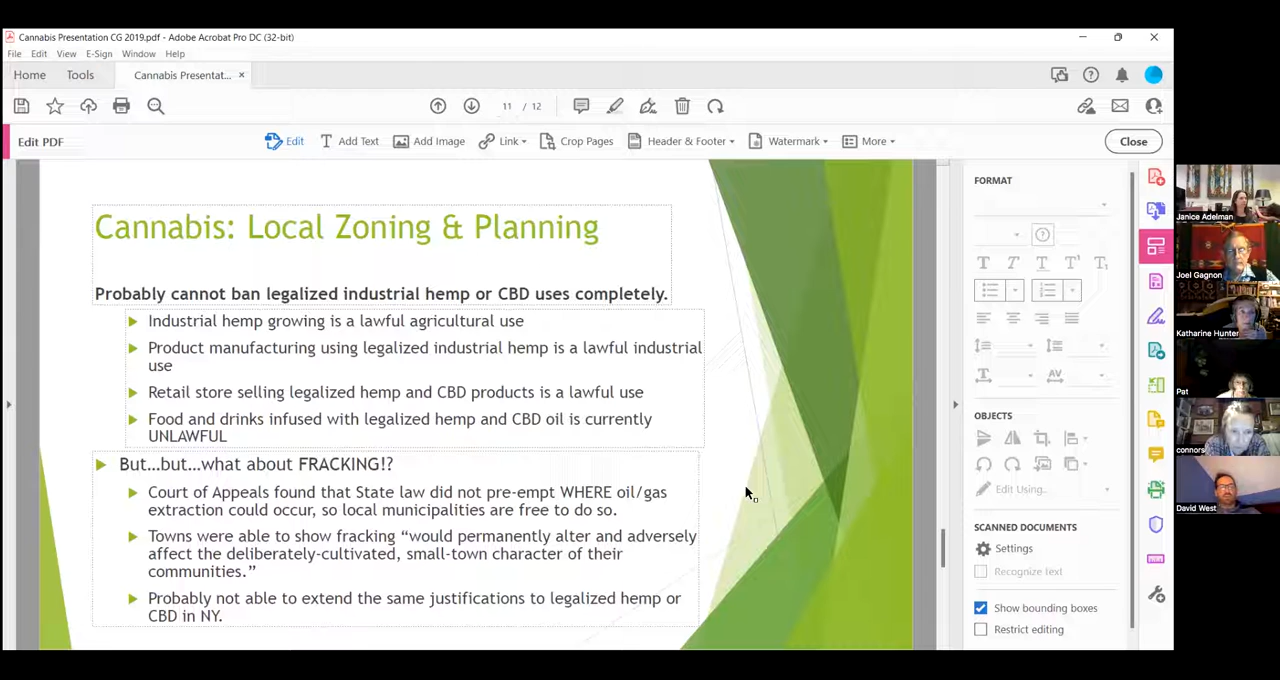 Cannabis Presentation CG 2019.pdf - Adobe Acrobat Pro DC (32-bit)
File Edit View E-Sign Window Help
Home Tools Cannabis Presentat... ×
11 / 12
Edit PDF Edit Add Text Add Image Link Crop Pages Header & Footer Watermark More Close
Cannabis: Local Zoning & Planning
Probably cannot ban legalized industrial hemp or CBD uses completely.
Industrial hemp growing is a lawful agricultural use
Product manufacturing using legalized industrial hemp is a lawful industrial
use
Retail store selling legalized hemp and CBD products is a lawful use
Food and drinks infused with legalized hemp and CBD oil is currently
UNLAWFUL
But...but...what about FRACKING!?
Court of Appeals found that State law did not pre-empt WHERE oil/gas
extraction could occur, so local municipalities are free to do so.
Towns were able to show fracking “would permanently alter and adversely
affect the deliberately-cultivated, small-town character of their
communities.”
Probably not able to extend the same justifications to legalized hemp or
CBD in NY.
FORMAT
OBJECTS
Edit Using...
SCANNED DOCUMENTS
Settings
Recognize text
Show bounding boxes
Restrict editing
Janice Adelman
Joel Gagnon
Katharine Hunter
Pat
connors
David West